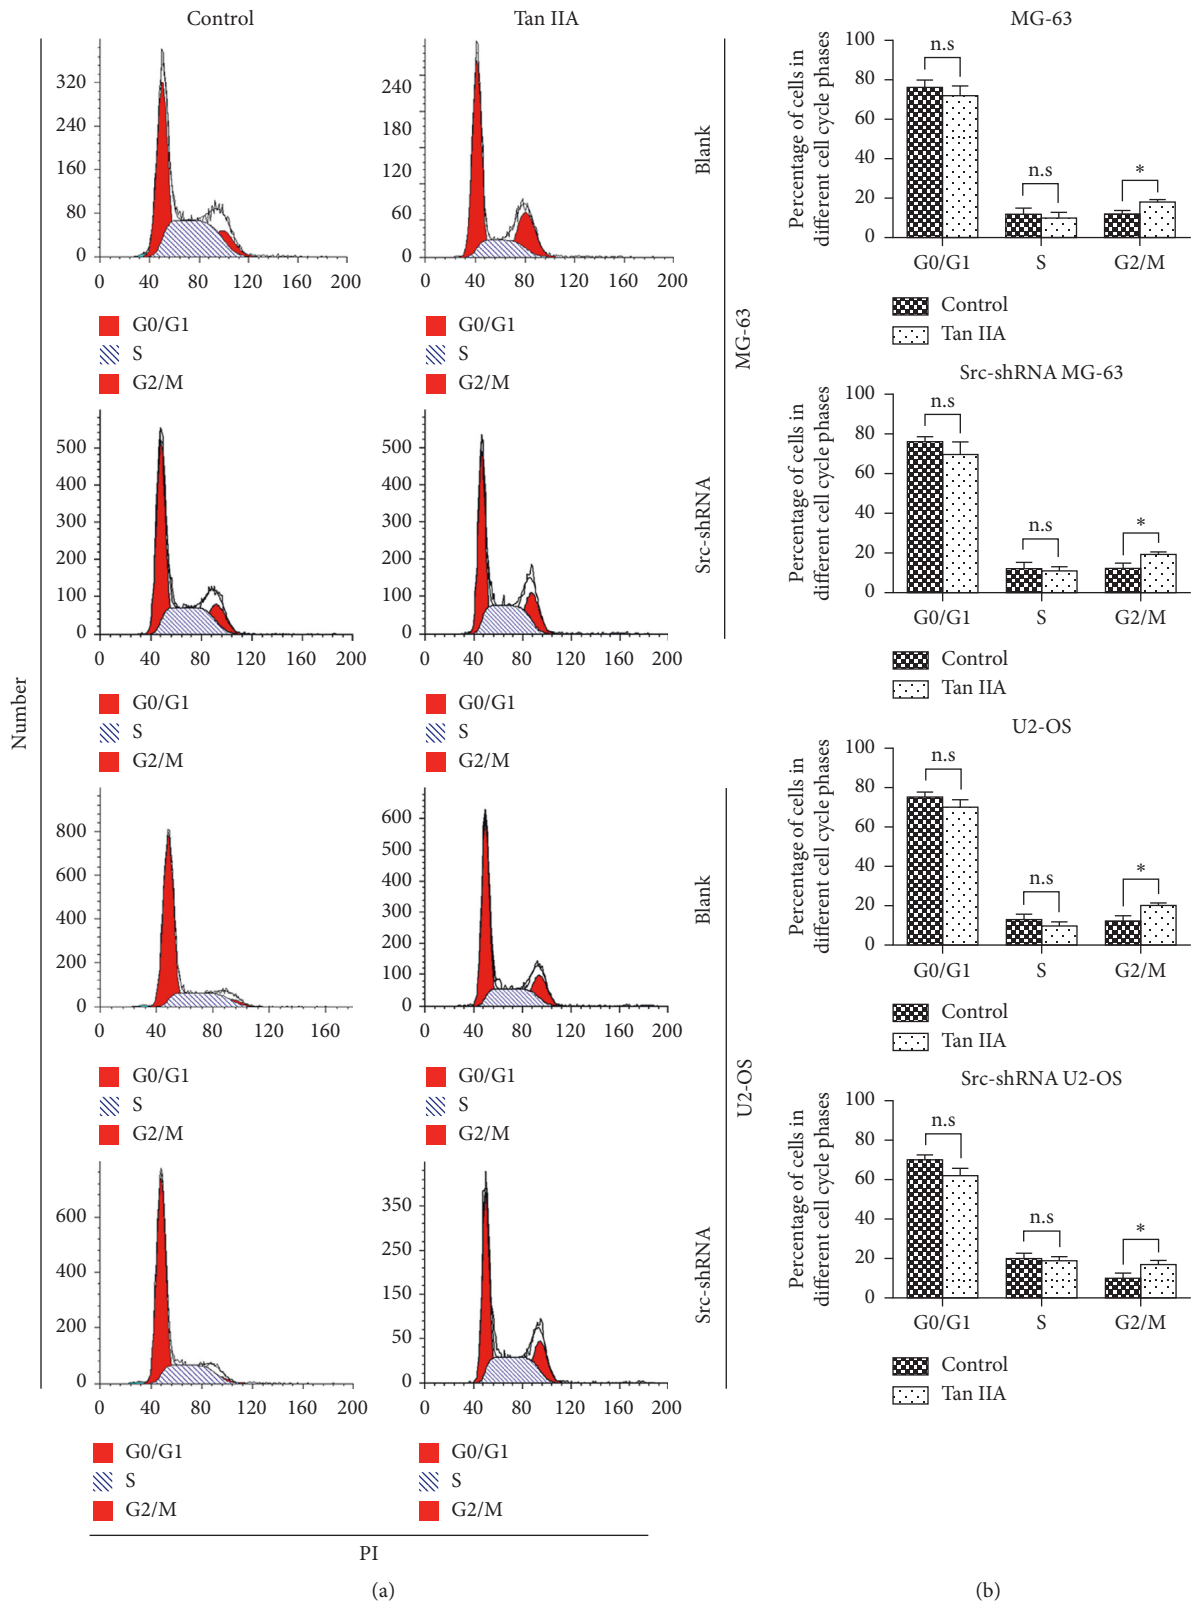 Control
Tan IIA
320
240
160
80
0
0 40 80 120 160 200
G0/G1
S
G2/M
240
180
120
60
0
0 40 80 120 160 200
G0/G1
S
G2/M
Blank
500
400
300
200
100
0
0 40 80 120 160 200
G0/G1
S
G2/M
500
400
300
200
100
0
0 40 80 120 160 200
G0/G1
S
G2/M
Src-shRNA
MG-63
800
600
400
200
0
0 40 80 120 160
G0/G1
S
G2/M
600
500
400
300
200
100
0
0 40 80 120 160 200
G0/G1
S
G2/M
Blank
600
400
200
0
0 40 80 120 160 200
G0/G1
S
G2/M
350
250
150
50
0
0 40 80 120 160 200
G0/G1
S
G2/M
Src-shRNA
U2-OS
Number
PI
(a)
MG-63
Percentage of cells in
different cell cycle phases
100
80
60
40
20
0
n.s
n.s
*
G0/G1 S G2/M
Control
Tan IIA
Src-shRNA MG-63
Percentage of cells in
different cell cycle phases
100
80
60
40
20
0
n.s
n.s
*
G0/G1 S G2/M
Control
Tan IIA
U2-OS
Percentage of cells in
different cell cycle phases
100
80
60
40
20
0
n.s
n.s
*
G0/G1 S G2/M
Control
Tan IIA
Src-shRNA U2-OS
Percentage of cells in
different cell cycle phases
100
80
60
40
20
0
n.s
n.s
*
G0/G1 S G2/M
Control
Tan IIA
(b)